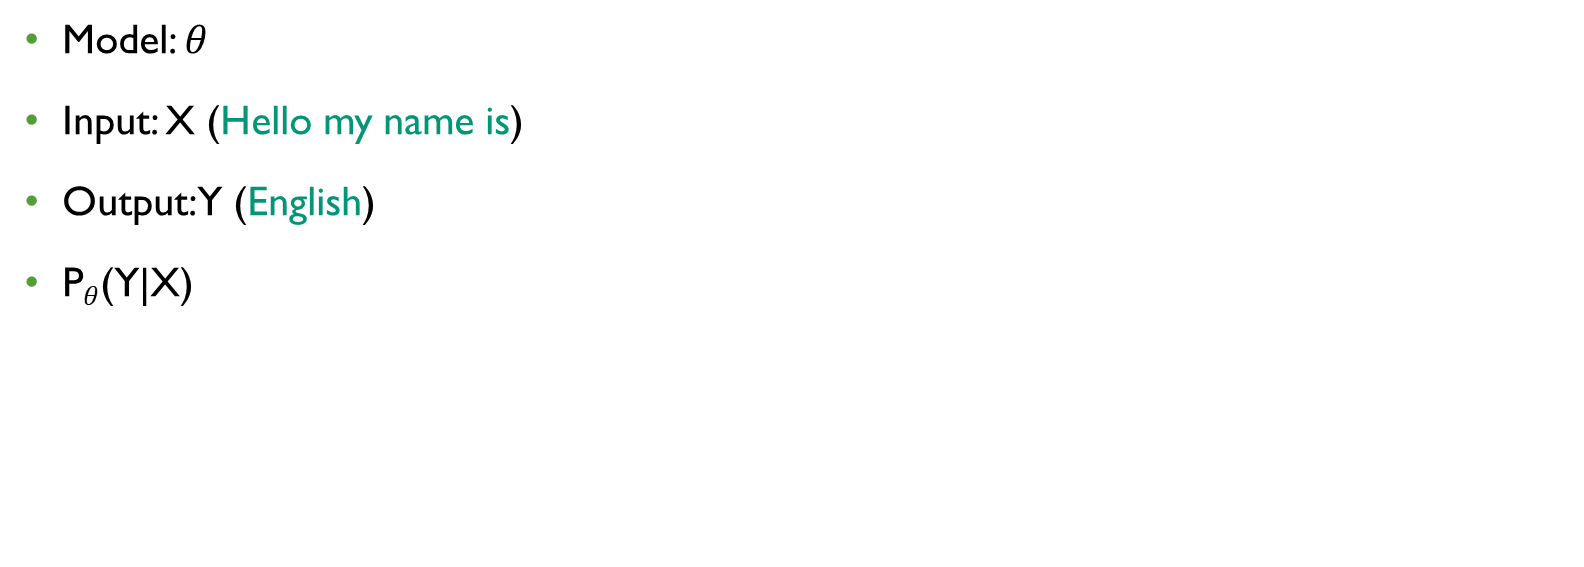 • Model: θ
• Input: X (Hello my name is)
• Output: Y (English)
• Pθ(Y|X)